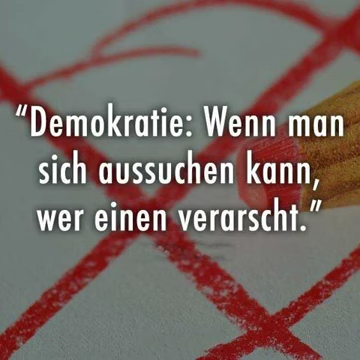 “Demokratie: Wenn man
sich aussuchen kann,
wer einen verarscht.”